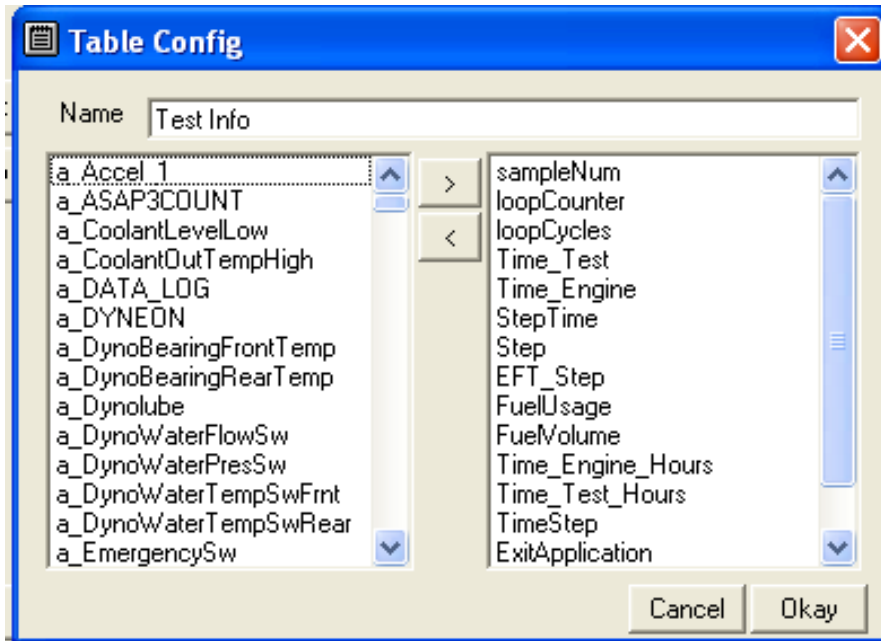 Table Config
Name Test Info
a_Accel_1
a_ASAP3COUNT
a_CoolantLevelLow
a_CoolantOutTempHigh
a_DATA_LOG
a_DYNEON
a_DynoBearingFrontTemp
a_DynoBearingRearTemp
a_Dynolube
a_DynoWaterFlowSw
a_DynoWaterPresSw
a_DynoWaterTempSwFrnt
a_DynoWaterTempSwRear
a_EmergencySw
>
<
sampleNum
loopCounter
loopCycles
Time_Test
Time_Engine
StepTime
Step
EFT_Step
FuelUsage
FuelVolume
Time_Engine_Hours
Time_Test_Hours
TimeStep
ExitApplication
Cancel Okay